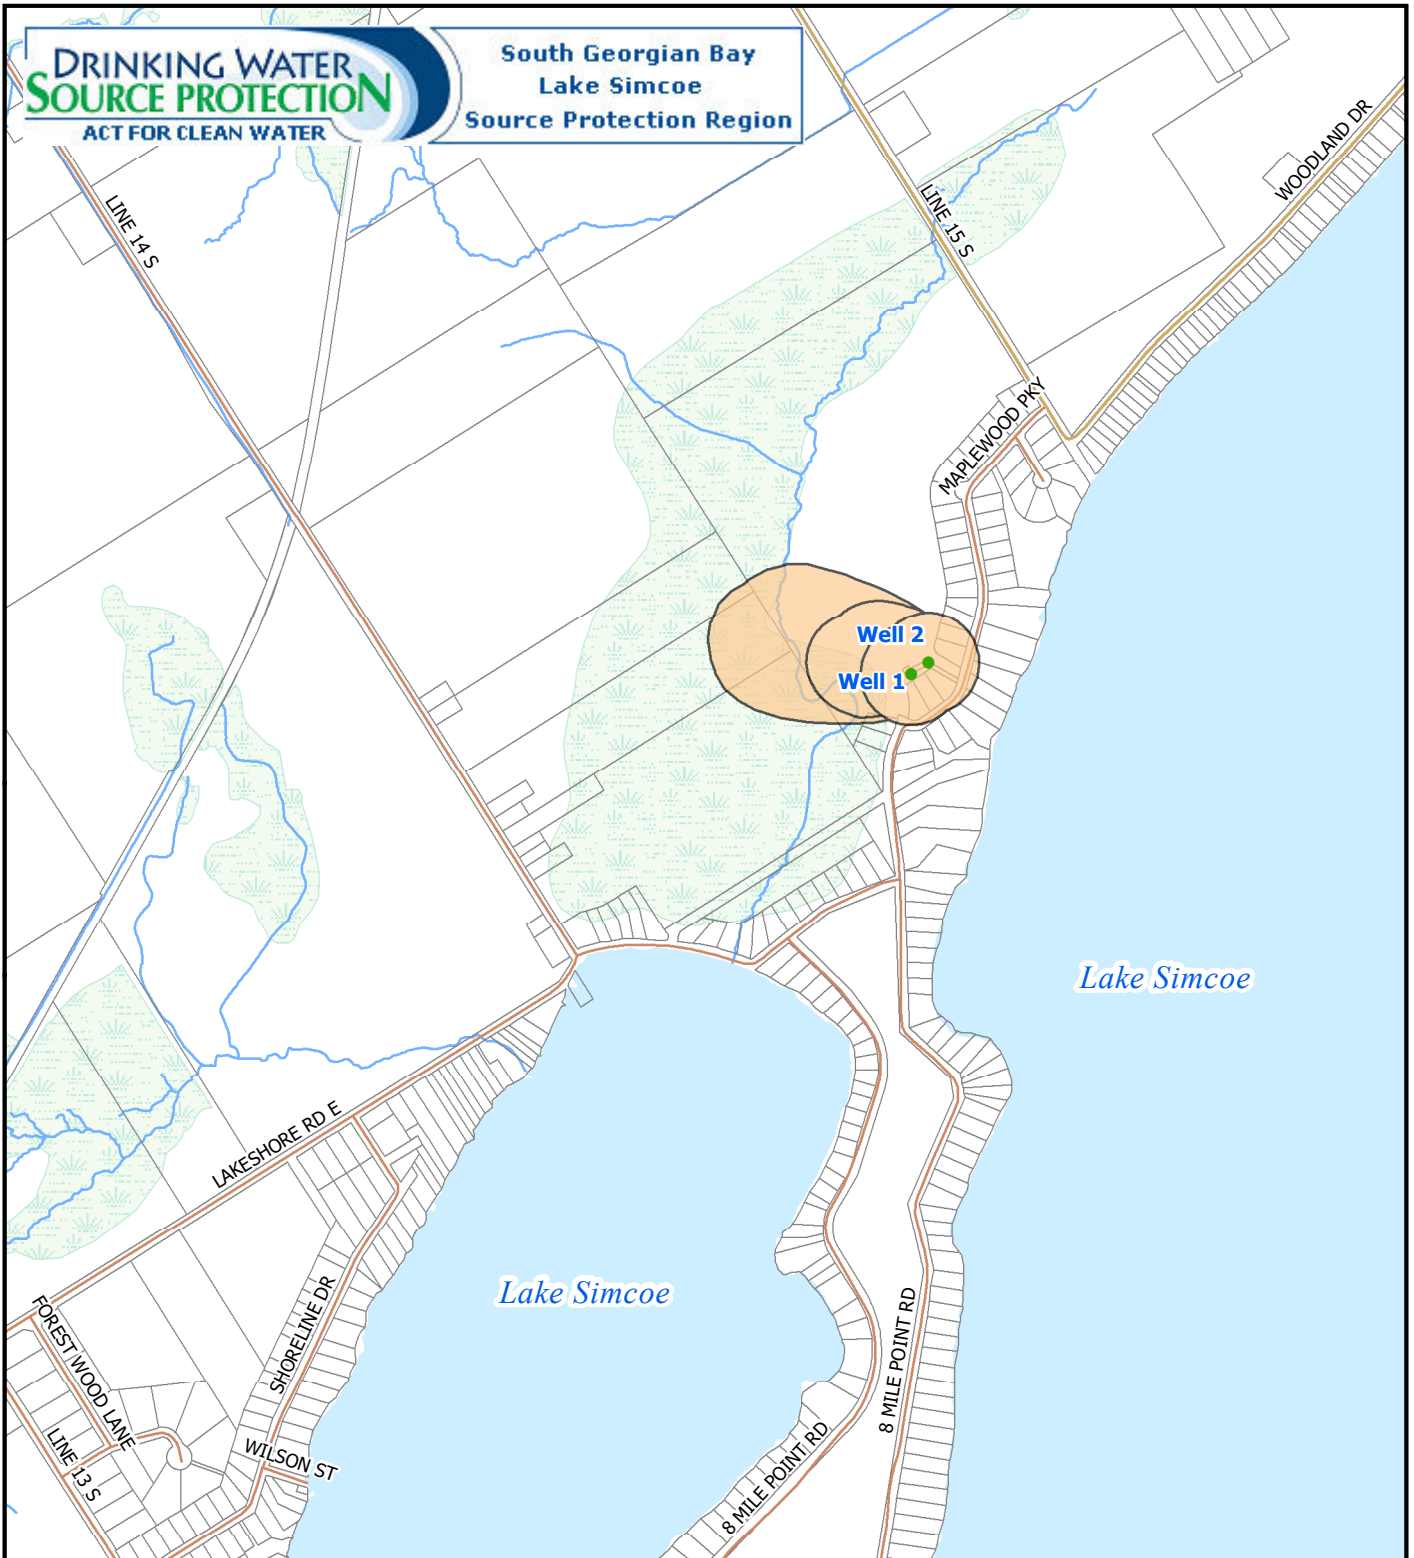 DRINKING WATER
SOURCE PROTECTION
ACT FOR CLEAN WATER
South Georgian Bay
Lake Simcoe
Source Protection Region
LINE 14 S
LINE 15 S
WOODLAND DR
MAPLEWOOD PKY
Well 2
Well 1
Lake Simcoe
LAKESHORE RD E
Lake Simcoe
SHORELINE DR
FOREST WOOD LANE
LINE 13 S
WILSON ST
8 MILE POINT RD
8 MILE POINT RD